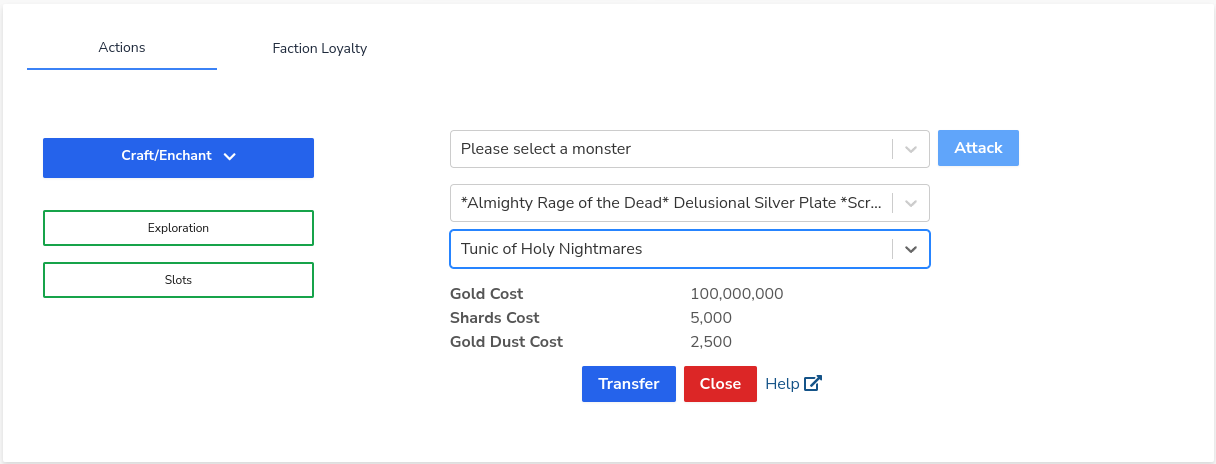 Actions Faction Loyalty
Craft/Enchant
Exploration
Slots
Please select a monster Attack
*Almighty Rage of the Dead* Delusional Silver Plate *Scr...
Tunic of Holy Nightmares
Gold Cost 100,000,000
Shards Cost 5,000
Gold Dust Cost 2,500
Transfer Close Help